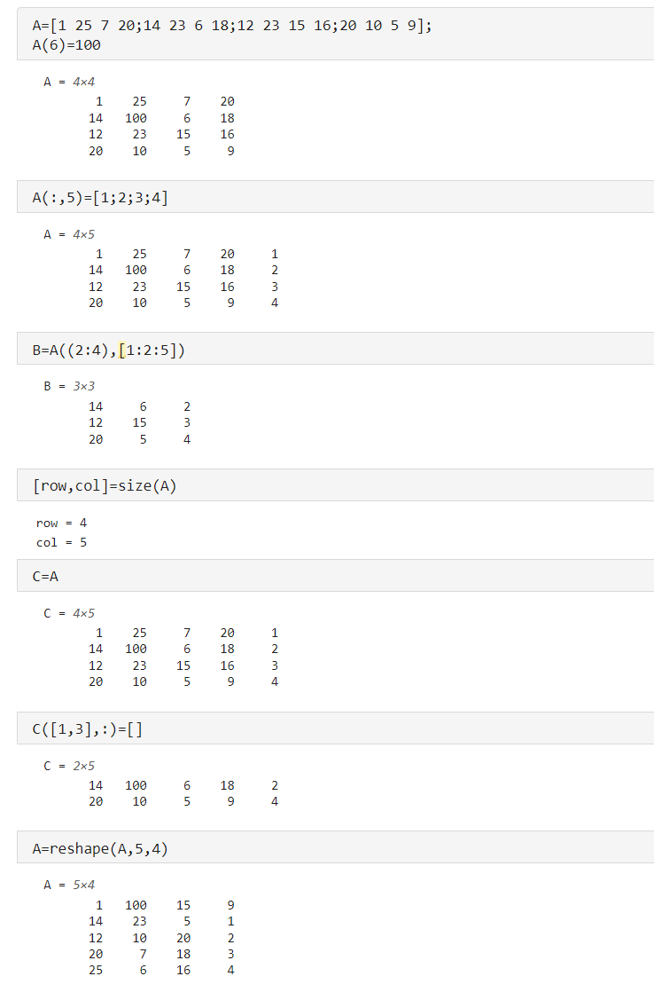 A=[1 25 7 20;14 23 6 18;12 23 15 16;20 10 5 9];
A(6)=100
A = 4×4
1 25 7 20
14 100 6 18
12 23 15 16
20 10 5 9
A(:,5)=[1;2;3;4]
A = 4×5
1 25 7 20 1
14 100 6 18 2
12 23 15 16 3
20 10 5 9 4
B=A((2:4),[1:2:5])
B = 3×3
14 6 2
12 15 3
20 5 4
[row,col]=size(A)
row = 4
col = 5
C=A
C = 4×5
1 25 7 20 1
14 100 6 18 2
12 23 15 16 3
20 10 5 9 4
C([1,3],:)=[]
C = 2×5
14 100 6 18 2
20 10 5 9 4
A=reshape(A,5,4)
A = 5×4
1 100 15 9
14 23 5 1
12 10 20 2
20 7 18 3
25 6 16 4